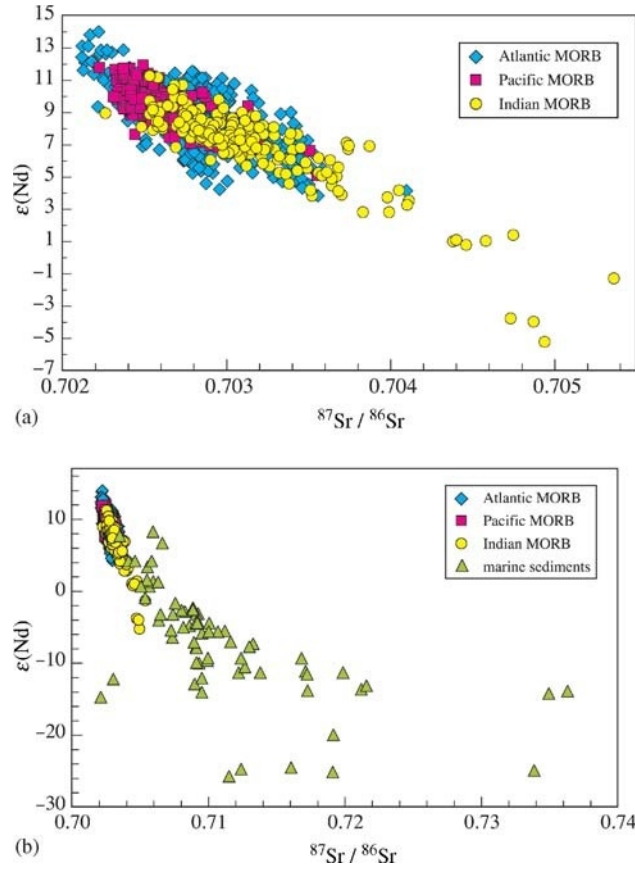 15
13
11
9
7
5
3
1
−1
−3
−5
−7
ε(Nd)
Atlantic MORB
Pacific MORB
Indian MORB
0.702 0.703 0.704 0.705
(a)
⁸⁷Sr / ⁸⁶Sr
10
0
−10
−20
−30
ε(Nd)
Atlantic MORB
Pacific MORB
Indian MORB
marine sediments
0.70 0.71 0.72 0.73 0.74
(b)
⁸⁷Sr / ⁸⁶Sr